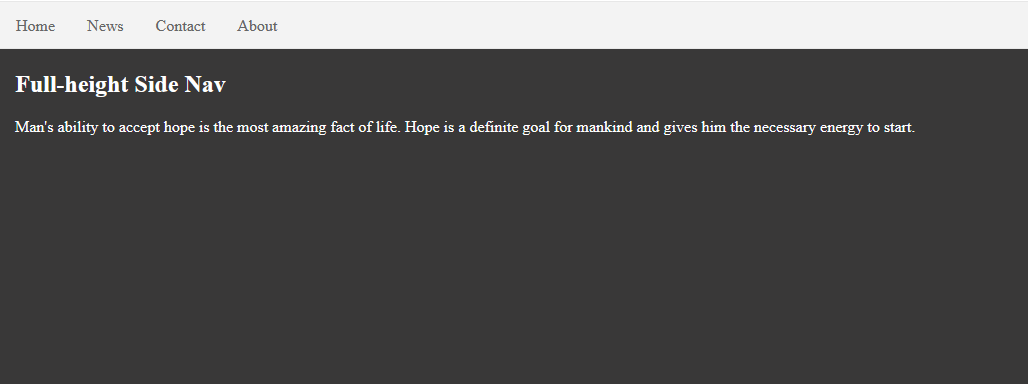 Home News Contact About
Full-height Side Nav
Man's ability to accept hope is the most amazing fact of life. Hope is a definite goal for mankind and gives him the necessary energy to start.